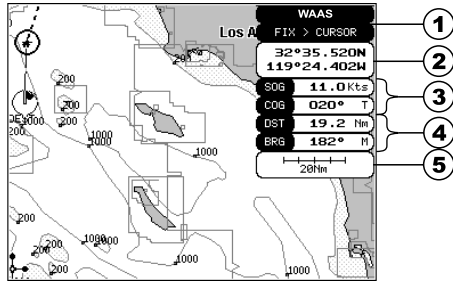 WAAS
FIX > CURSOR
32°35.520N
119°24.402W
SOG 11.0Kts
COG 020° T
DST 19.2 Nm
BRG 182° M
20Nm
1
2
3
4
5
Los A
200
200
200
1000
200
1000
1000
1000
200
1000
1000
200
200
1000
1000
200